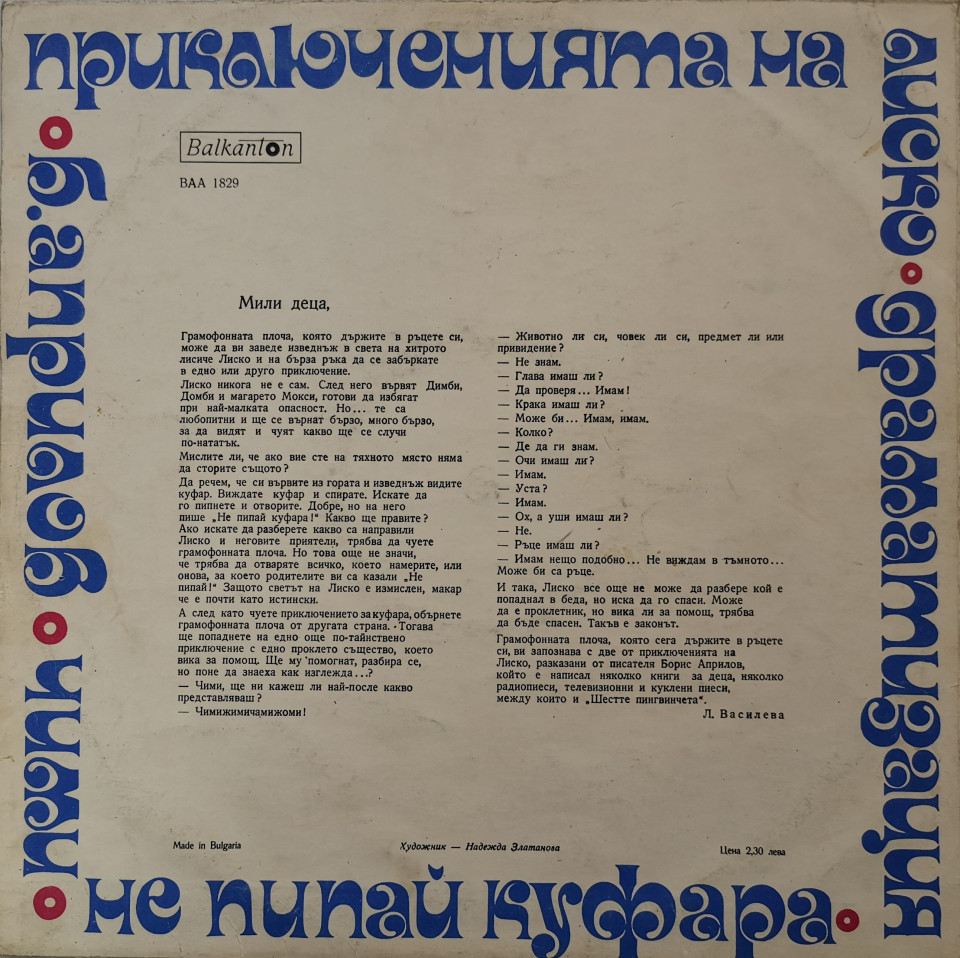 приключенията на
лиско • драматизация
б.априлов • чими
Balkanton
ВАА 1829
Мили деца,
Грамофонната плоча, която държите в ръцете си,
може да ви заведе изведнъж в света на хитрото
лисиче Лиско и на бърза ръка да се забъркате
в едно или друго приключение.
Лиско никога не е сам. След него вървят Димби,
Домби и магарето Мокси, готови да избягат
при най-малката опасност. Но... те са
любопитни и ще се върнат бързо, много бързо,
за да видят и чуят какво ще се случи
по-нататък.
Мислите ли, че ако вие сте на тяхното място няма
да сторите същото?
Да речем, че си вървите из гората и изведнъж видите
куфар. Виждате куфар и спирате. Искате да
го пипнете и отворите. Добре, но на него
пише „Не пипай куфара!“ Какво ще правите?
Ако искате да разберете какво са направили
Лиско и неговите приятели, трябва да чуете
грамофонната плоча. Но това още не значи,
че трябва да отваряте всичко, което намерите, или
онова, за което родителите ви са казали „Не
пипай!“ Защото светът на Лиско е измислен, макар
че е почти като истински.
А след като чуете приключението за куфара, обърнете
грамофонната плоча от другата страна. Тогава
ще попаднете на едно още по-тайнствено
приключение с едно проклето същество, което
вика за помощ. Ще му помогнат, разбира се,
но поне да знаеха как изглежда...?
— Чими, ще ни кажеш ли най-после какво
представляваш?
— Чимижимичамижоми!
— Животно ли си, човек ли си, предмет ли или
привидение?
— Не знам.
— Глава имаш ли?
— Да проверя... Имам!
— Крака имаш ли?
— Може би... Имам, имам.
— Колко?
— Де да ги знам.
— Очи имаш ли?
— Имам.
— Уста?
— Имам.
— Ох, а уши имаш ли?
— Не.
— Ръце имаш ли?
— Имам нещо подобно... Не виждам в тъмното...
Може би са ръце.
И така, Лиско все още не може да разбере кой е
попаднал в беда, но иска да го спаси. Може
да е проклетник, но вика ли за помощ, трябва
да бъде спасен. Такъв е законът.
Грамофонната плоча, която сега държите в ръцете
си, ви запознава с две от приключенията на
Лиско, разказани от писателя Борис Априлов,
който е написал няколко книги за деца, няколко
радиопиеси, телевизионни и куклени пиеси,
между които и „Шестте пингвинчета“.
Л. Василева
Made in Bulgaria
Художник — Надежда Златанова
Цена 2,30 лева
не пипай куфара